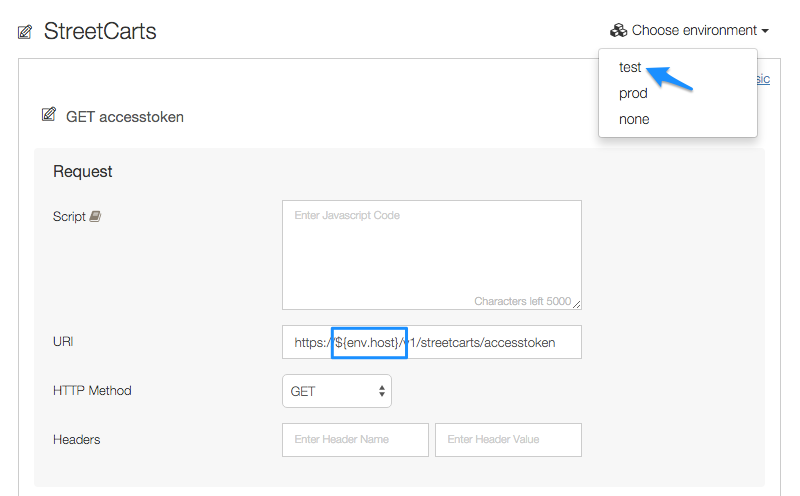 StreetCarts
Choose environment
test
sic
prod
none
GET accesstoken
Request
Script
Enter Javascript Code
Characters left 5000
URI
https://${env.host}/v1/streetcarts/accesstoken
HTTP Method
GET
Headers
Enter Header Name
Enter Header Value